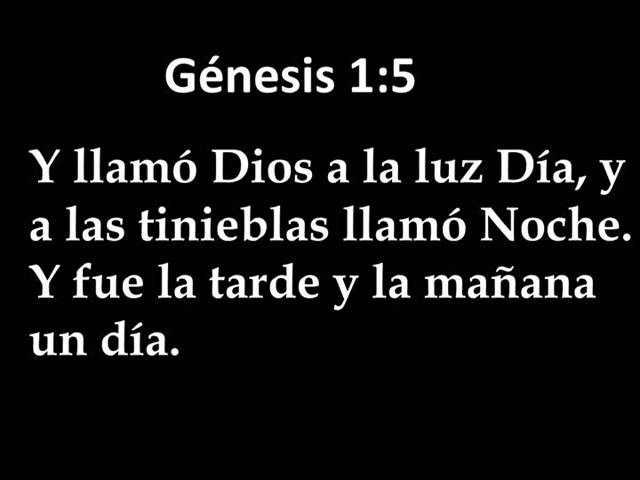 Génesis 1:5
Y llamó Dios a la luz Día, y
a las tinieblas llamó Noche.
Y fue la tarde y la mañana
un día.